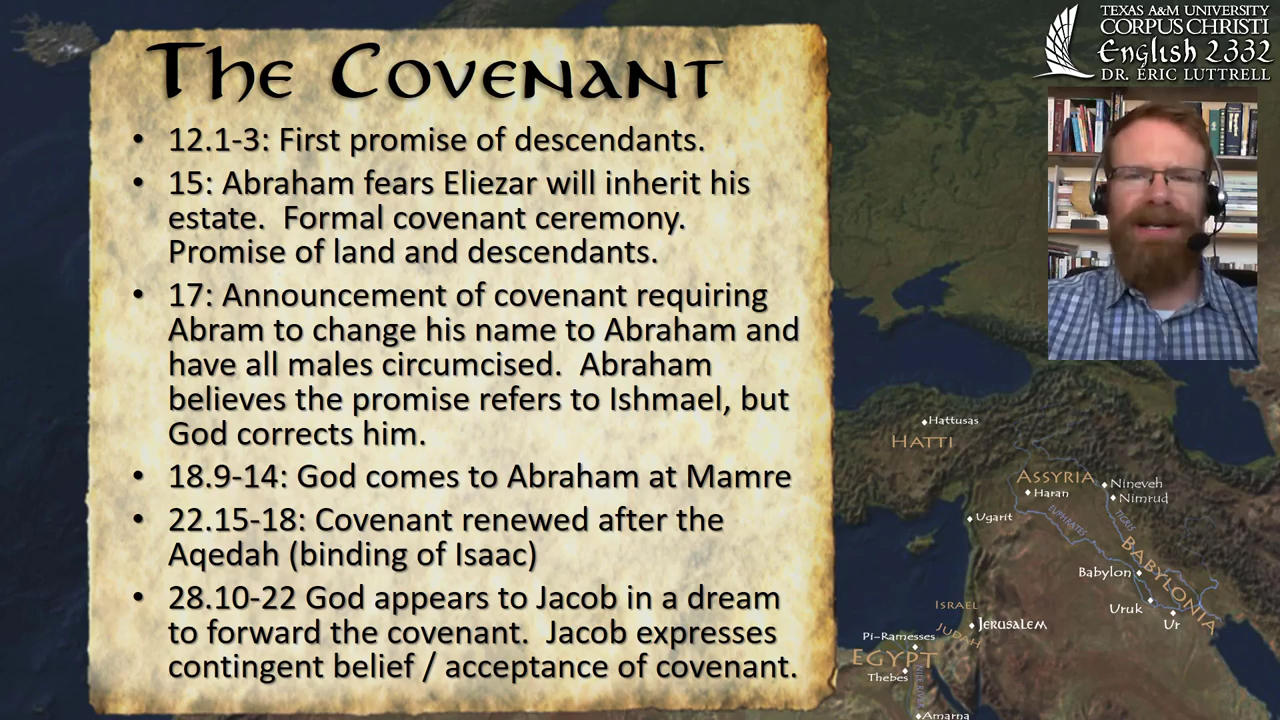 The Covenant
• 12.1-3: First promise of descendants.
• 15: Abraham fears Eliezar will inherit his
estate.  Formal covenant ceremony.
Promise of land and descendants.
• 17: Announcement of covenant requiring
Abram to change his name to Abraham and
have all males circumcised.  Abraham
believes the promise refers to Ishmael, but
God corrects him.
• 18.9-14: God comes to Abraham at Mamre
• 22.15-18: Covenant renewed after the
Aqedah (binding of Isaac)
• 28.10-22 God appears to Jacob in a dream
to forward the covenant.  Jacob expresses
contingent belief / acceptance of covenant.
TEXAS A&M UNIVERSITY
CORPUS CHRISTI
English 2332
DR. ERIC LUTTRELL
Hattusas
HATTI
ASSYRIA
Nineveh
Haran
Nimrud
Ugarit
EUPHRATES
TIGRIS
BABYLONIA
Babylon
Uruk
Ur
ISRAEL
JERUSALEM
JUDAH
Pi-Ramesses
EGYPT
Thebes
NILE RIVER
Amarna